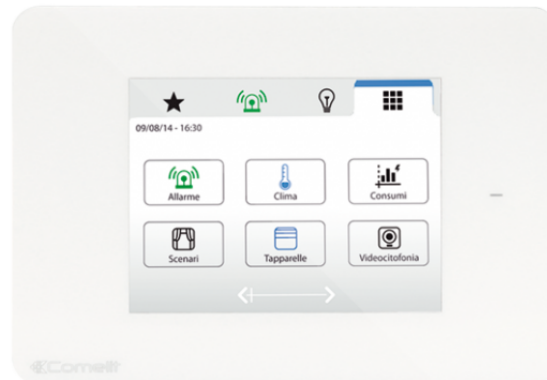 09/08/14 - 16:30
Allarme
Clima
Consumi
Scenari
Tapparelle
Videocitofonia
Comelit